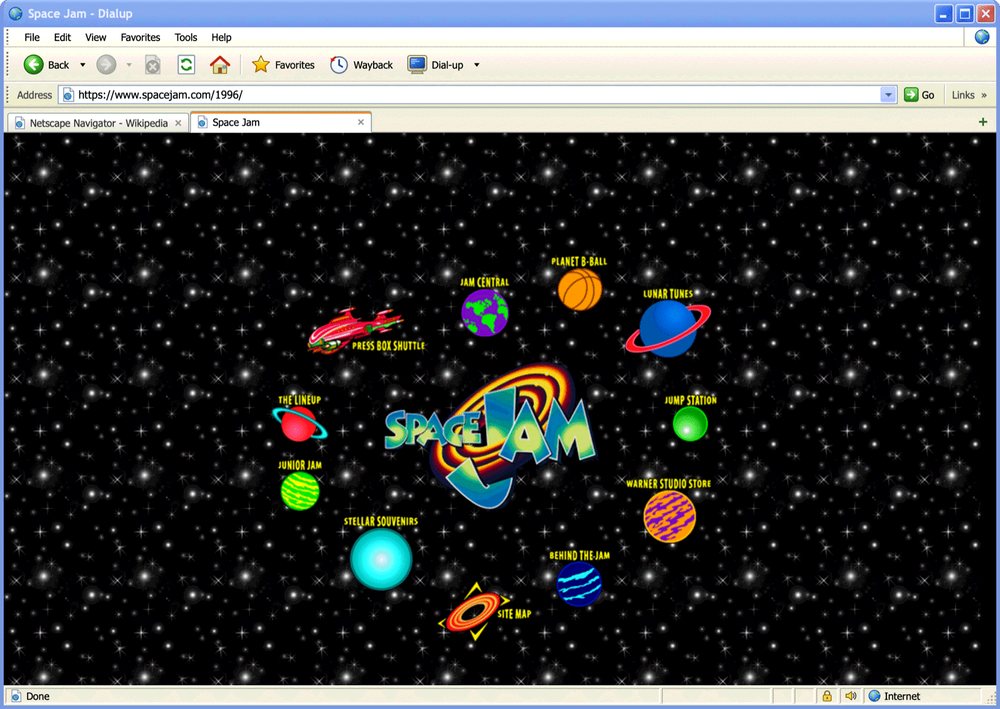 Space Jam - Dialup
File Edit View Favorites Tools Help
Back Favorites Wayback Dial-up
Address https://www.spacejam.com/1996/ Go Links »
Netscape Navigator - Wikipedia Space Jam
PLANET B-BALL
JAM CENTRAL
LUNAR TUNES
PRESS BOX SHUTTLE
THE LINEUP
JUMP STATION
SPACE JAM
JUNIOR JAM
WARNER STUDIO STORE
STELLAR SOUVENIRS
BEHIND THE JAM
SITE MAP
Done Internet